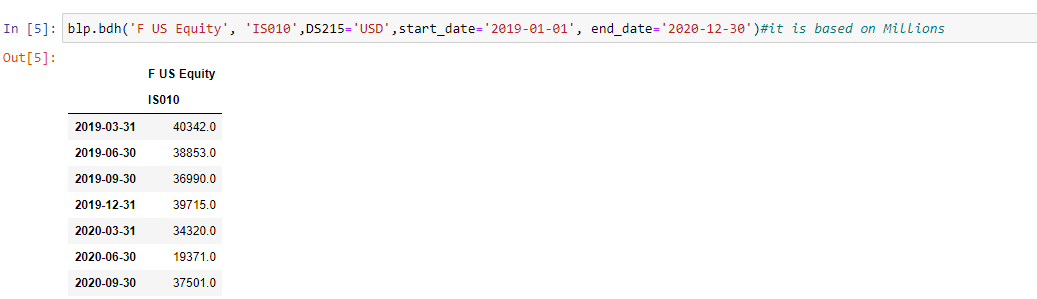 In [5]: blp.bdh('F US Equity', 'IS010',DS215='USD',start_date='2019-01-01', end_date='2020-12-30')#it is based on Millions
Out[5]:
F US Equity
IS010
2019-03-31 40342.0
2019-06-30 38853.0
2019-09-30 36990.0
2019-12-31 39715.0
2020-03-31 34320.0
2020-06-30 19371.0
2020-09-30 37501.0